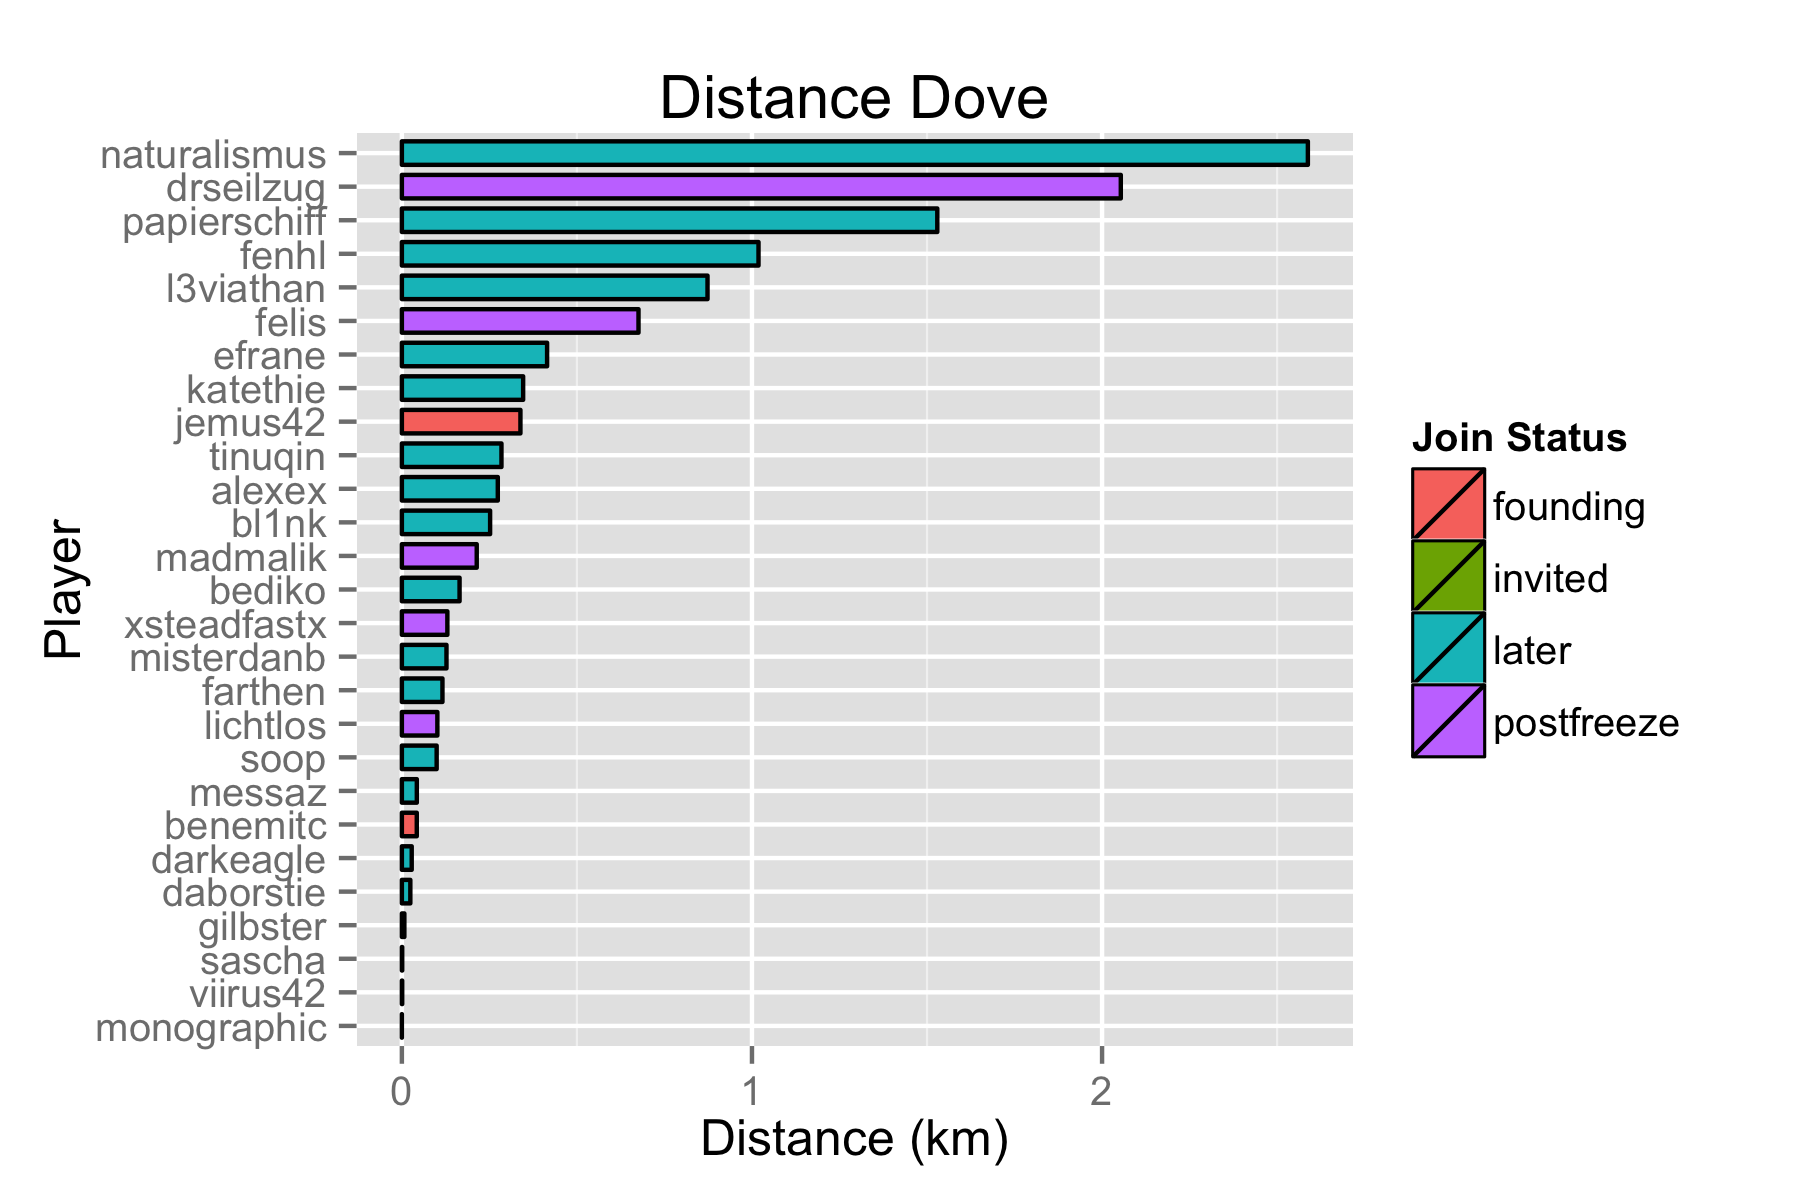 Distance Dove
naturalismus
drseilzug
papierschiff
fenhl
l3viathan
felis
efrane
katethie
jemus42
tinuqin
alexex
bl1nk
madmalik
bediko
xsteadfastx
misterdanb
farthen
lichtlos
soop
messaz
benemitc
darkeagle
daborstie
gilbster
sascha
viirus42
monographic
Player
0 1 2
Distance (km)
Join Status
founding
invited
later
postfreeze